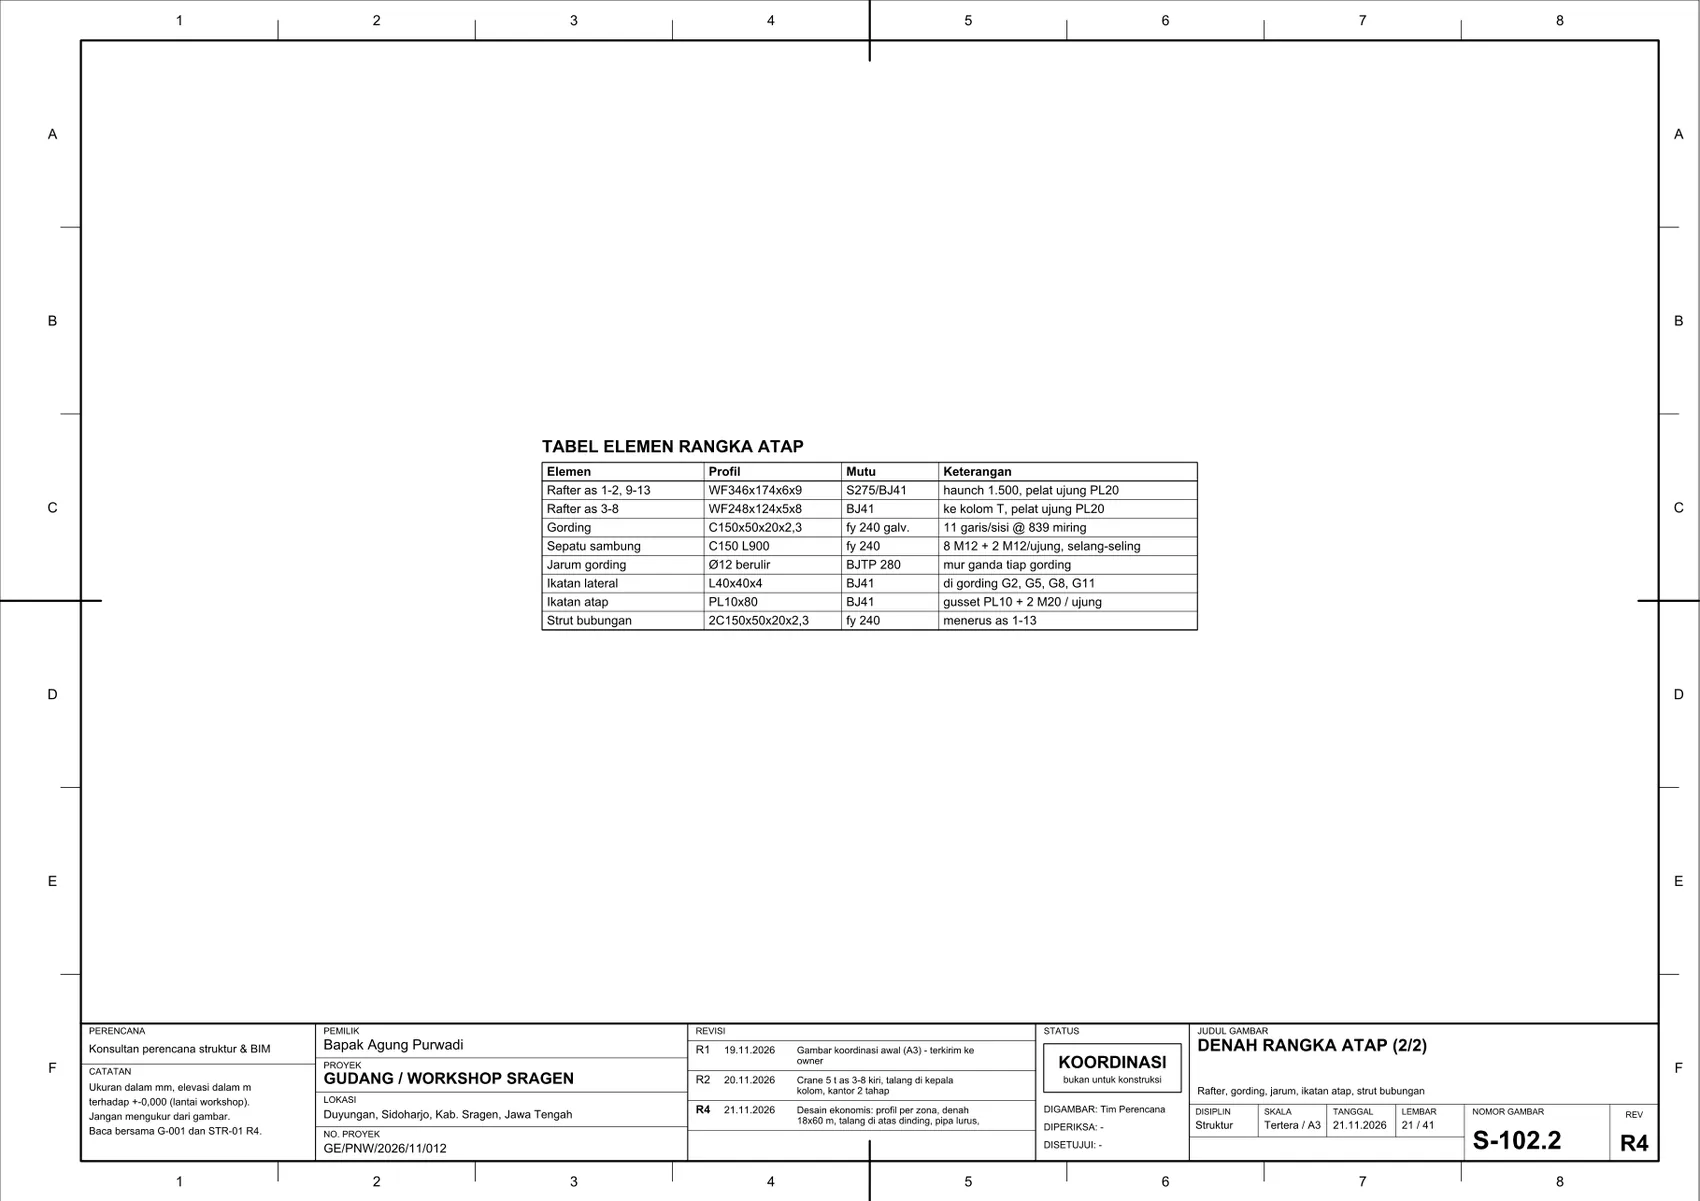 1 2 3 4 5 6 7 8
A A
B B
C C
D D
E E
F F
TABEL ELEMEN RANGKA ATAP
Elemen Profil Mutu Keterangan
Rafter as 1-2, 9-13 WF346x174x6x9 S275/BJ41 haunch 1.500, pelat ujung PL20
Rafter as 3-8 WF248x124x5x8 BJ41 ke kolom T, pelat ujung PL20
Gording C150x50x20x2,3 fy 240 galv. 11 garis/sisi @ 839 miring
Sepatu sambung C150 L900 fy 240 8 M12 + 2 M12/ujung, selang-seling
Jarum gording Ø12 berulir BJTP 280 mur ganda tiap gording
Ikatan lateral L40x40x4 BJ41 di gording G2, G5, G8, G11
Ikatan atap PL10x80 BJ41 gusset PL10 + 2 M20 / ujung
Strut bubungan 2C150x50x20x2,3 fy 240 menerus as 1-13
PERENCANA
Konsultan perencana struktur & BIM
CATATAN
Ukuran dalam mm, elevasi dalam m
terhadap +-0,000 (lantai workshop).
Jangan mengukur dari gambar.
Baca bersama G-001 dan STR-01 R4.
PEMILIK
Bapak Agung Purwadi
PROYEK
GUDANG / WORKSHOP SRAGEN
LOKASI
Duyungan, Sidoharjo, Kab. Sragen, Jawa Tengah
NO. PROYEK
GE/PNW/2026/11/012
REVISI
R1 19.11.2026 Gambar koordinasi awal (A3) - terkirim ke
owner
R2 20.11.2026 Crane 5 t as 3-8 kiri, talang di kepala
kolom, kantor 2 tahap
R4 21.11.2026 Desain ekonomis: profil per zona, denah
18x60 m, talang di atas dinding, pipa lurus,
STATUS
KOORDINASI
bukan untuk konstruksi
DIGAMBAR: Tim Perencana
DIPERIKSA: -
DISETUJUI: -
JUDUL GAMBAR
DENAH RANGKA ATAP (2/2)
Rafter, gording, jarum, ikatan atap, strut bubungan
DISIPLIN SKALA TANGGAL LEMBAR NOMOR GAMBAR REV
Struktur Tertera / A3 21.11.2026 21 / 41 S-102.2 R4
1 2 3 4 5 6 7 8